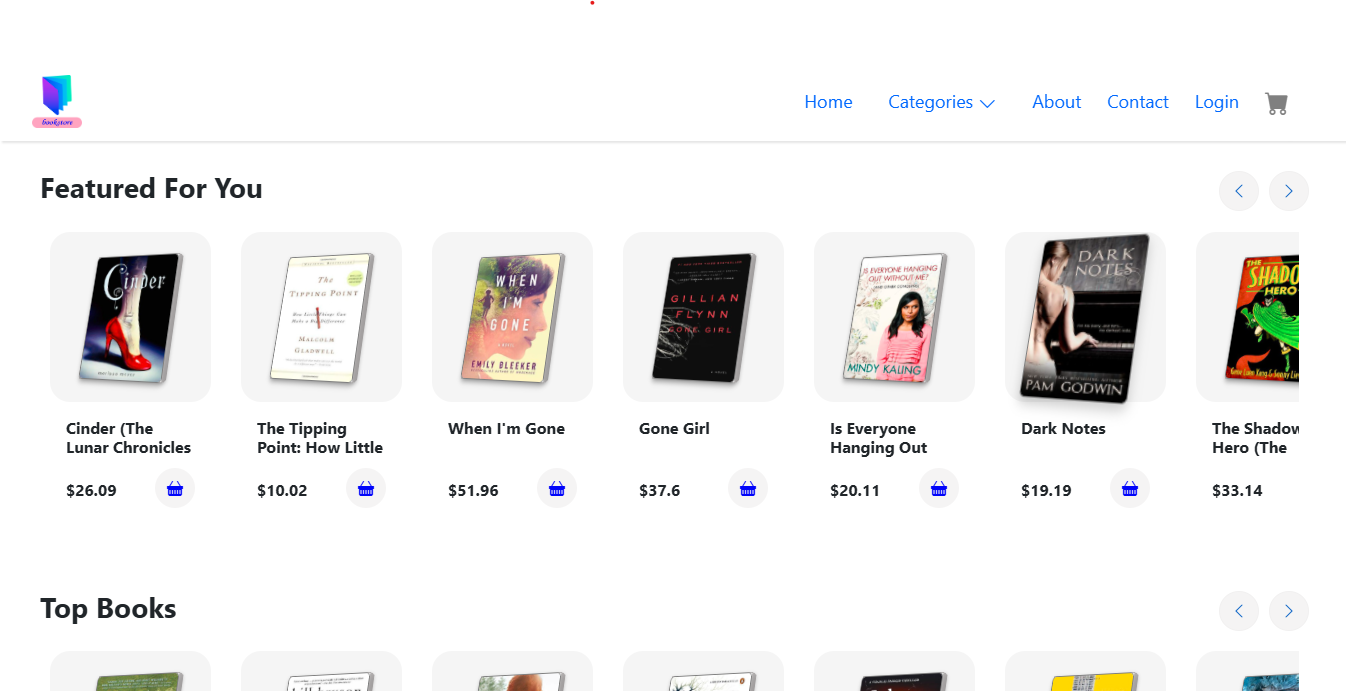 bookstore
Home
Categories
About
Contact
Login
Featured For You
Cinder
MARISSA MEYER
The
TIPPING POINT
How Little Things Can
Make a Big Difference
MALCOLM
GLADWELL
WHEN
I'M
GONE
EMILY BLEEKER
GILLIAN
FLYNN
GONE GIRL
IS EVERYONE HANGING
OUT WITHOUT ME?
MINDY KALING
DARK
NOTES
PAM GODWIN
THE
SHADO
HERO
Cinder (The
Lunar Chronicles
The Tipping
Point: How Little
When I'm Gone
Gone Girl
Is Everyone
Hanging Out
Dark Notes
The Shadow
Hero (The
$26.09
$10.02
$51.96
$37.6
$20.11
$19.19
$33.14
Top Books